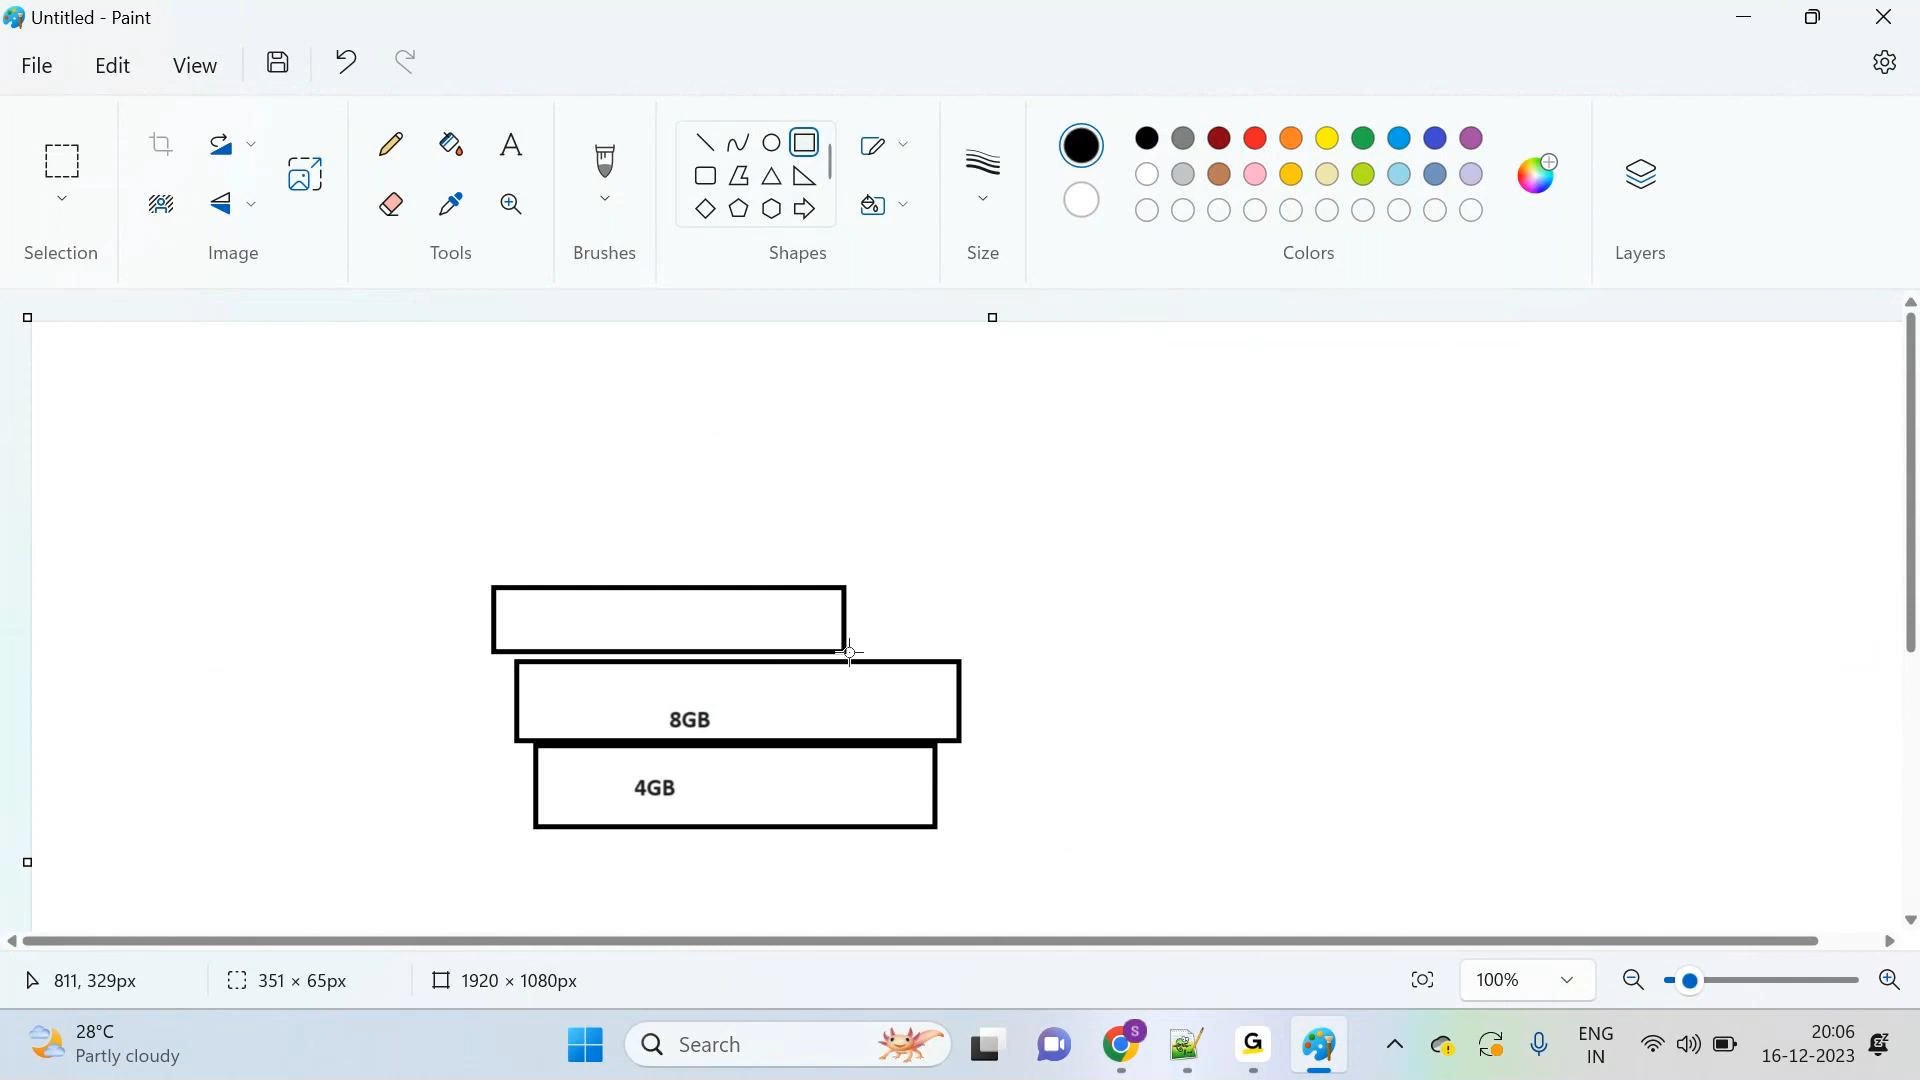 Untitled - Paint
File Edit View
Selection Image Tools Brushes Shapes Size Colors Layers
8GB
4GB
811, 329px 351 × 65px 1920 × 1080px 100%
28°C
Partly cloudy
Search
S
G
ENG
IN
20:06
16-12-2023